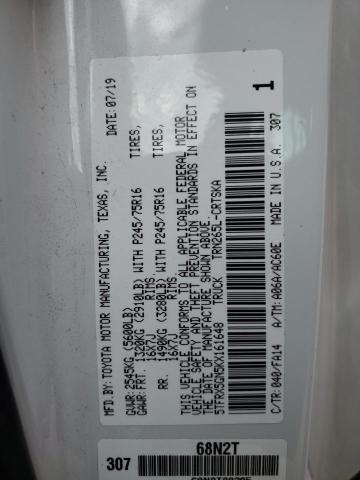 MFD.BY: TOYOTA MOTOR MANUFACTURING, TEXAS, INC. DATE: 07/19
GVWR: 2545KG (5600LB)
GAWR: FRT. 1320KG (2910LB) WITH P245/75R16 TIRES,
16X7J RIMS.
RR. 1490KG (3280LB) WITH P245/75R16 TIRES,
16X7J RIMS.
THIS VEHICLE CONFORMS TO ALL APPLICABLE FEDERAL MOTOR
VEHICLE SAFETY AND THEFT PREVENTION STANDARDS IN EFFECT ON
THE DATE OF MANUFACTURE SHOWN ABOVE.
5TFRX5GN5KX161648 TRUCK TRN265L-CRTSKA
C/TR: 040/FA14 A/TM: A06A/AC60E MADE IN U.S.A. 307
1
307
68N2T